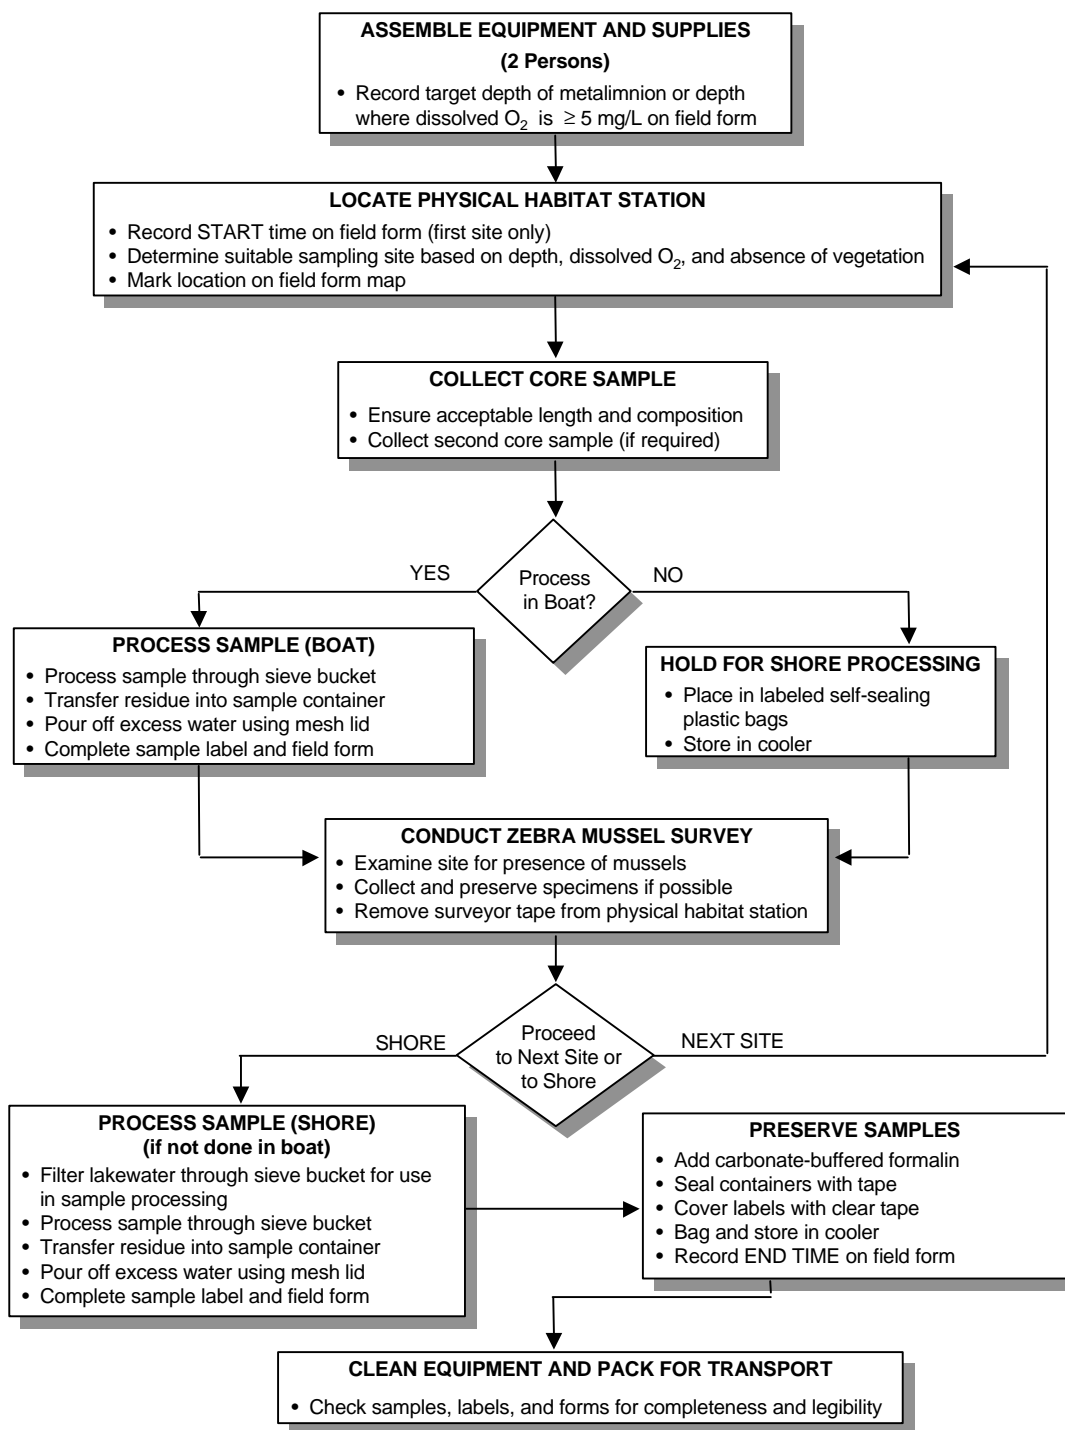 ASSEMBLE EQUIPMENT AND SUPPLIES
(2 Persons)
• Record target depth of metalimnion or depth
where dissolved O₂ is ≥ 5 mg/L on field form
LOCATE PHYSICAL HABITAT STATION
• Record START time on field form (first site only)
• Determine suitable sampling site based on depth, dissolved O₂, and absence of vegetation
• Mark location on field form map
COLLECT CORE SAMPLE
• Ensure acceptable length and composition
• Collect second core sample (if required)
Process
in Boat?
YES
NO
PROCESS SAMPLE (BOAT)
• Process sample through sieve bucket
• Transfer residue into sample container
• Pour off excess water using mesh lid
• Complete sample label and field form
HOLD FOR SHORE PROCESSING
• Place in labeled self-sealing
plastic bags
• Store in cooler
CONDUCT ZEBRA MUSSEL SURVEY
• Examine site for presence of mussels
• Collect and preserve specimens if possible
• Remove surveyor tape from physical habitat station
Proceed
to Next Site or
to Shore
SHORE
NEXT SITE
PROCESS SAMPLE (SHORE)
(if not done in boat)
• Filter lakewater through sieve bucket for use
in sample processing
• Process sample through sieve bucket
• Transfer residue into sample container
• Pour off excess water using mesh lid
• Complete sample label and field form
PRESERVE SAMPLES
• Add carbonate-buffered formalin
• Seal containers with tape
• Cover labels with clear tape
• Bag and store in cooler
• Record END TIME on field form
CLEAN EQUIPMENT AND PACK FOR TRANSPORT
• Check samples, labels, and forms for completeness and legibility